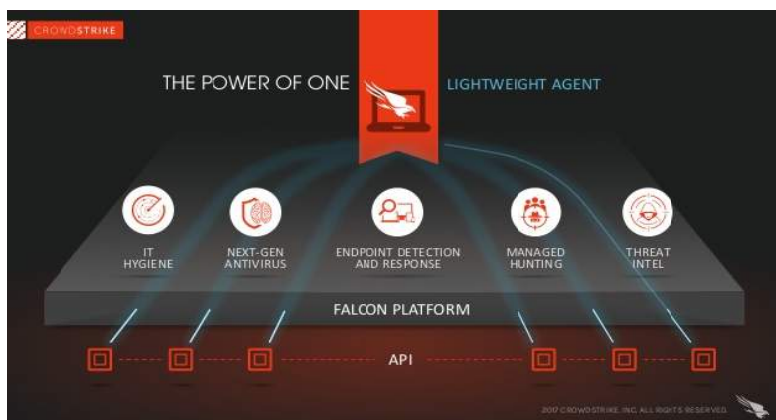 CROWDSTRIKE
THE POWER OF ONE LIGHTWEIGHT AGENT
IT
HYGIENE
NEXT-GEN
ANTIVIRUS
ENDPOINT DETECTION
AND RESPONSE
MANAGED
HUNTING
THREAT
INTEL
FALCON PLATFORM
API
2017 CROWDSTRIKE, INC. ALL RIGHTS RESERVED.